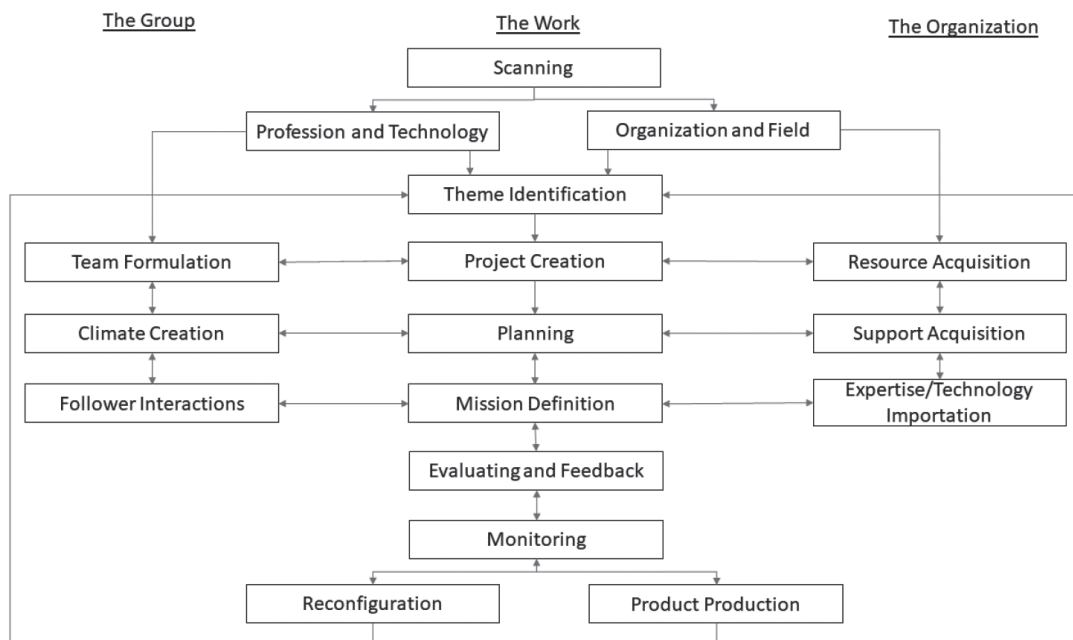 The Group
The Work
The Organization
Scanning
Profession and Technology
Organization and Field
Theme Identification
Team Formulation
Project Creation
Resource Acquisition
Climate Creation
Planning
Support Acquisition
Follower Interactions
Mission Definition
Expertise/Technology
Importation
Evaluating and Feedback
Monitoring
Reconfiguration
Product Production